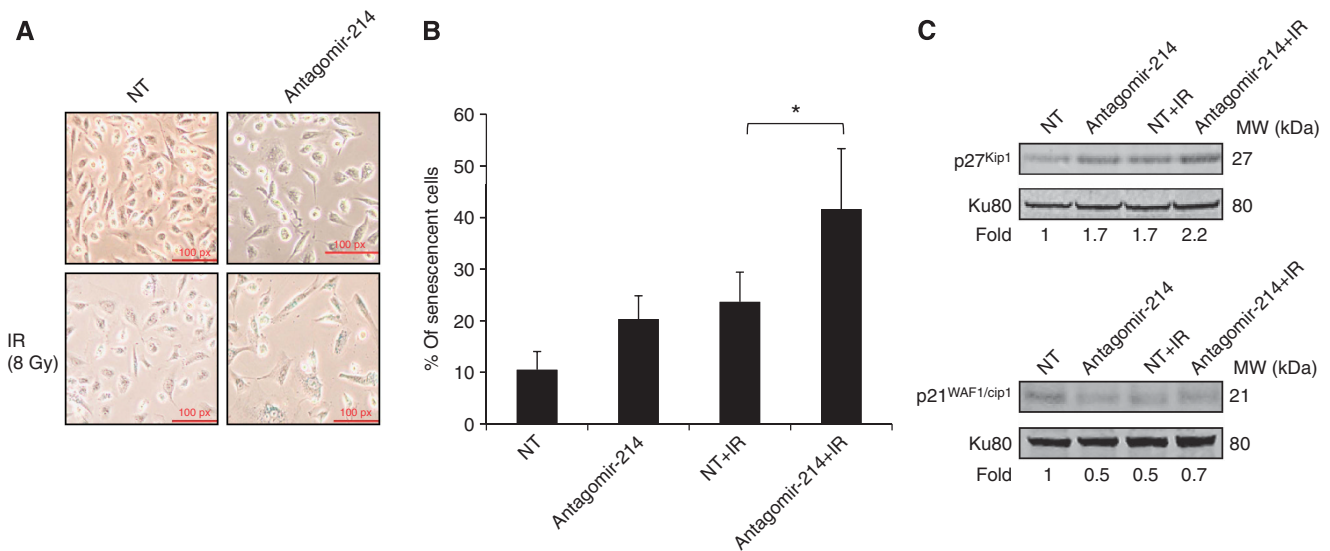 A
NT
Antagomir-214
100 px
100 px
IR
(8 Gy)
100 px
100 px
B
% Of senescent cells
60
50
40
30
20
10
0
*
NT
Antagomir-214
NT+IR
Antagomir-214+IR
C
NT
Antagomir-214
NT+IR
Antagomir-214+IR
MW (kDa)
p27Kip1 27
Ku80 80
Fold 1 1.7 1.7 2.2
NT
Antagomir-214
NT+IR
Antagomir-214+IR
MW (kDa)
p21WAF1/cip1 21
Ku80 80
Fold 1 0.5 0.5 0.7